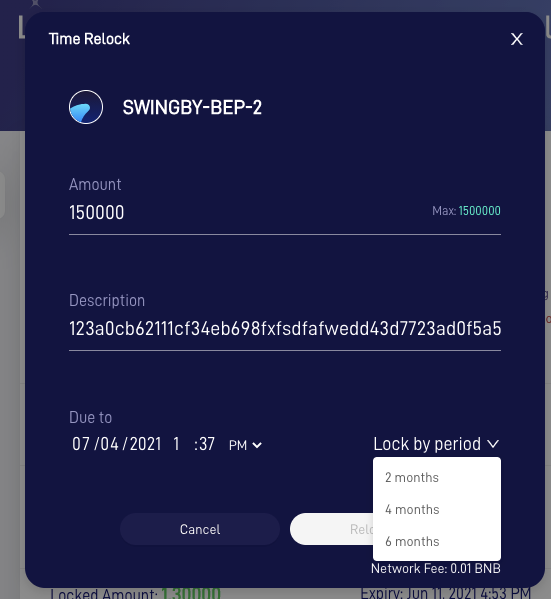 Time Relock X
SWINGBY-BEP-2
Amount
150000 Max: 1500000
Description
123a0cb62111cf34eb698fxfsdfafwedd43d7723ad0f5a5
Due to
07 /04 /2021 1 :37 PM Lock by period
2 months
4 months
6 months
Cancel
Network Fee: 0.01 BNB
Locked Amount: 1.30000 Expiry: Jun 11, 2021 4:53 PM